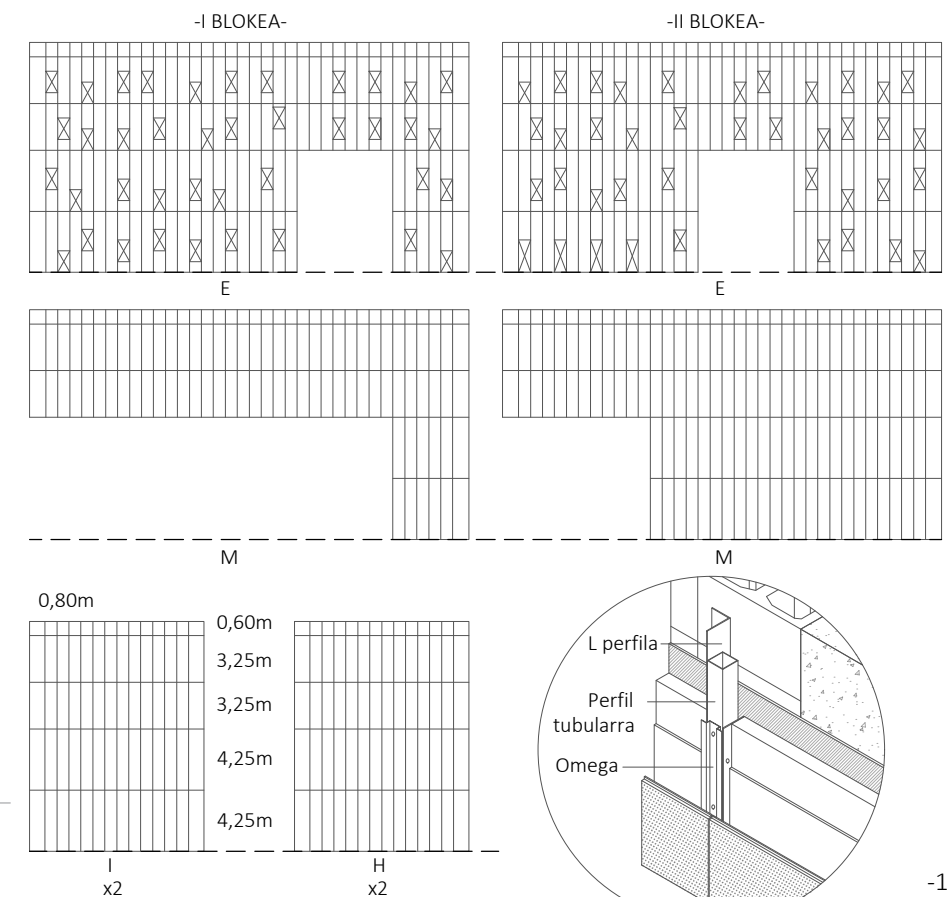 -I BLOKEA-
-II BLOKEA-
E
E
M
M
0,80m
0,60m
3,25m
3,25m
4,25m
4,25m
I
x2
H
x2
L perfila
Perfil
tubularra
Omega
-1